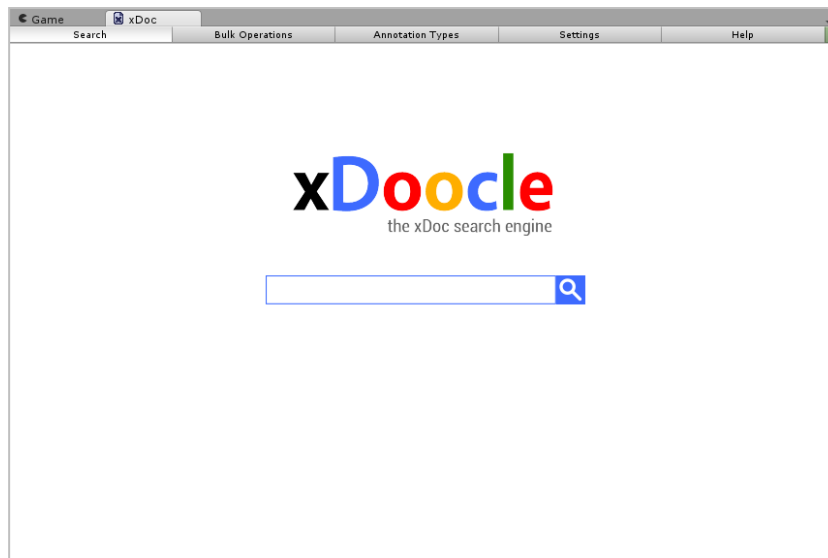 Game xDoc
Search Bulk Operations Annotation Types Settings Help
xDoocle
the xDoc search engine